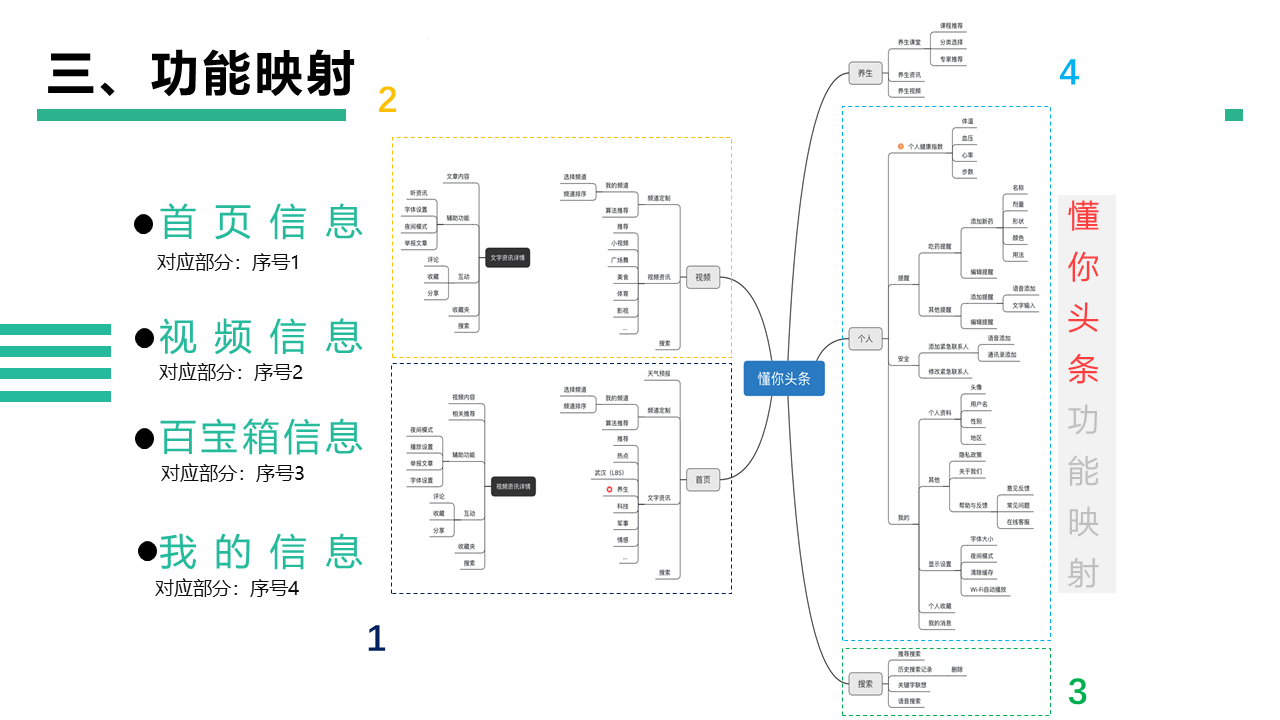 三、功能映射
首页信息
对应部分：序号1
视频信息
对应部分：序号2
百宝箱信息
对应部分：序号3
我的信息
对应部分：序号4
2
文章内容
听资讯
字体设置
夜间模式
举报文章
辅助功能
评论
收藏
分享
互动
收藏夹
搜索
文字资讯详情
选择频道
频道排序
我的频道
算法推荐
频道定制
推荐
小视频
广场舞
美食
体育
影视
...
视频资讯
搜索
视频
1
视频内容
相关推荐
夜间模式
播放设置
举报文章
字体设置
辅助功能
评论
收藏
分享
互动
收藏夹
搜索
视频资讯详情
天气预报
选择频道
频道排序
我的频道
算法推荐
频道定制
推荐
热点
武汉（LBS）
养生
科技
军事
情感
...
文字资讯
搜索
首页
懂你头条
养生
养生课堂
课程推荐
分类选择
专家推荐
养生资讯
养生视频
4
个人
个人健康指数
体温
血压
心率
步数
提醒
吃药提醒
添加新药
名称
剂量
形状
颜色
用法
编辑提醒
其他提醒
添加提醒
语音添加
文字输入
编辑提醒
安全
添加紧急联系人
语音添加
通讯录添加
修改紧急联系人
我的
个人资料
头像
用户名
性别
地区
其他
隐私政策
关于我们
帮助与反馈
意见反馈
常见问题
在线客服
显示设置
字体大小
夜间模式
清除缓存
Wi-Fi自动播放
个人收藏
我的消息
搜索
推荐搜索
历史搜索记录
删除
关键字联想
语音搜索
3
懂你头条功能映射